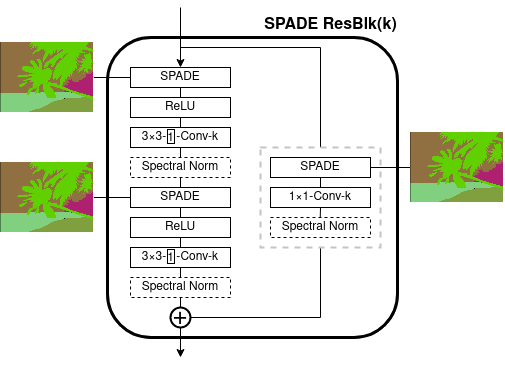 SPADE ResBlk(k)
SPADE
ReLU
3×3-1-Conv-k
Spectral Norm
SPADE
ReLU
3×3-1-Conv-k
Spectral Norm
SPADE
1×1-Conv-k
Spectral Norm